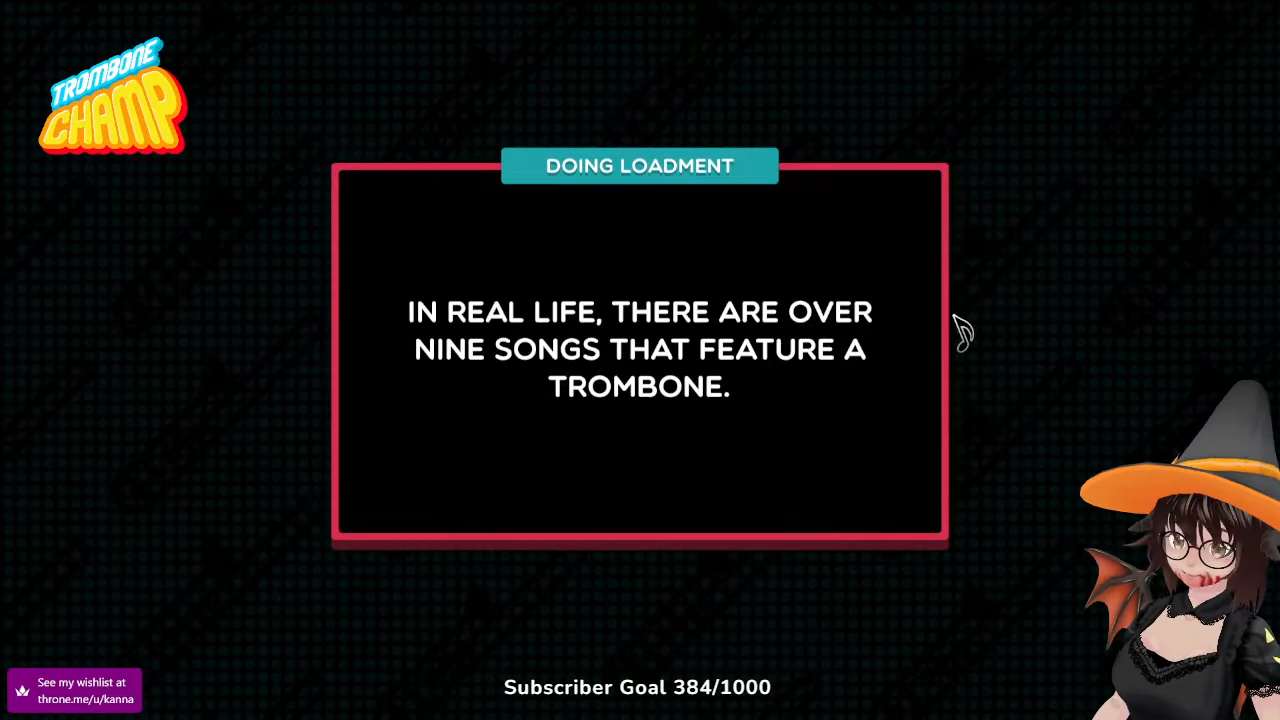 TROMBONE
CHAMP
DOING LOADMENT
IN REAL LIFE, THERE ARE OVER
NINE SONGS THAT FEATURE A
TROMBONE.
See my wishlist at
throne.me/u/kanna
Subscriber Goal 384/1000